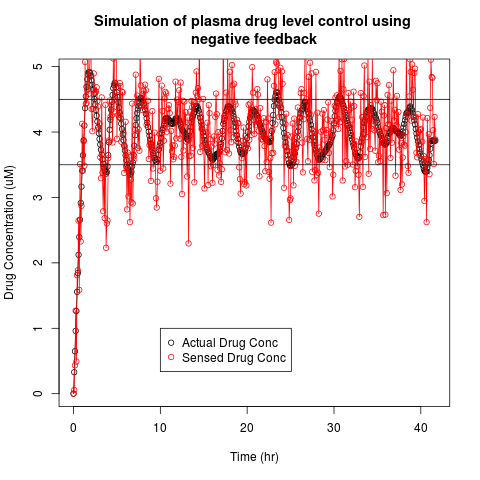 Simulation of plasma drug level control using
negative feedback
Drug Concentration (uM)
5
4
3
2
1
0
Actual Drug Conc
Sensed Drug Conc
0 10 20 30 40
Time (hr)